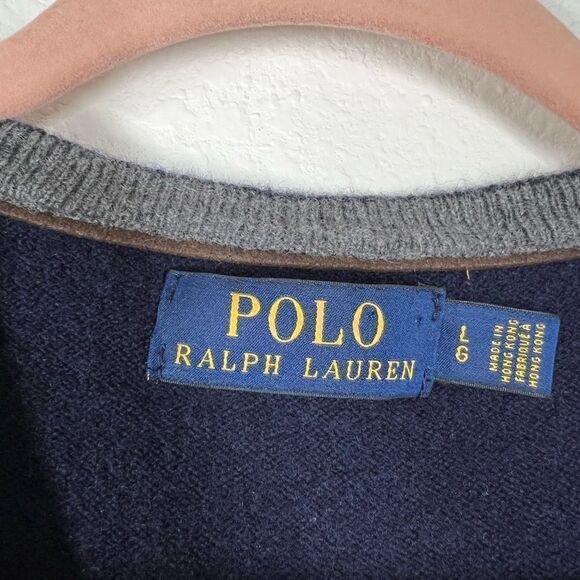 POLO
RALPH LAUREN
L
G
MADE IN
HONG KONG
FABRIQUÉ À
HONG KONG